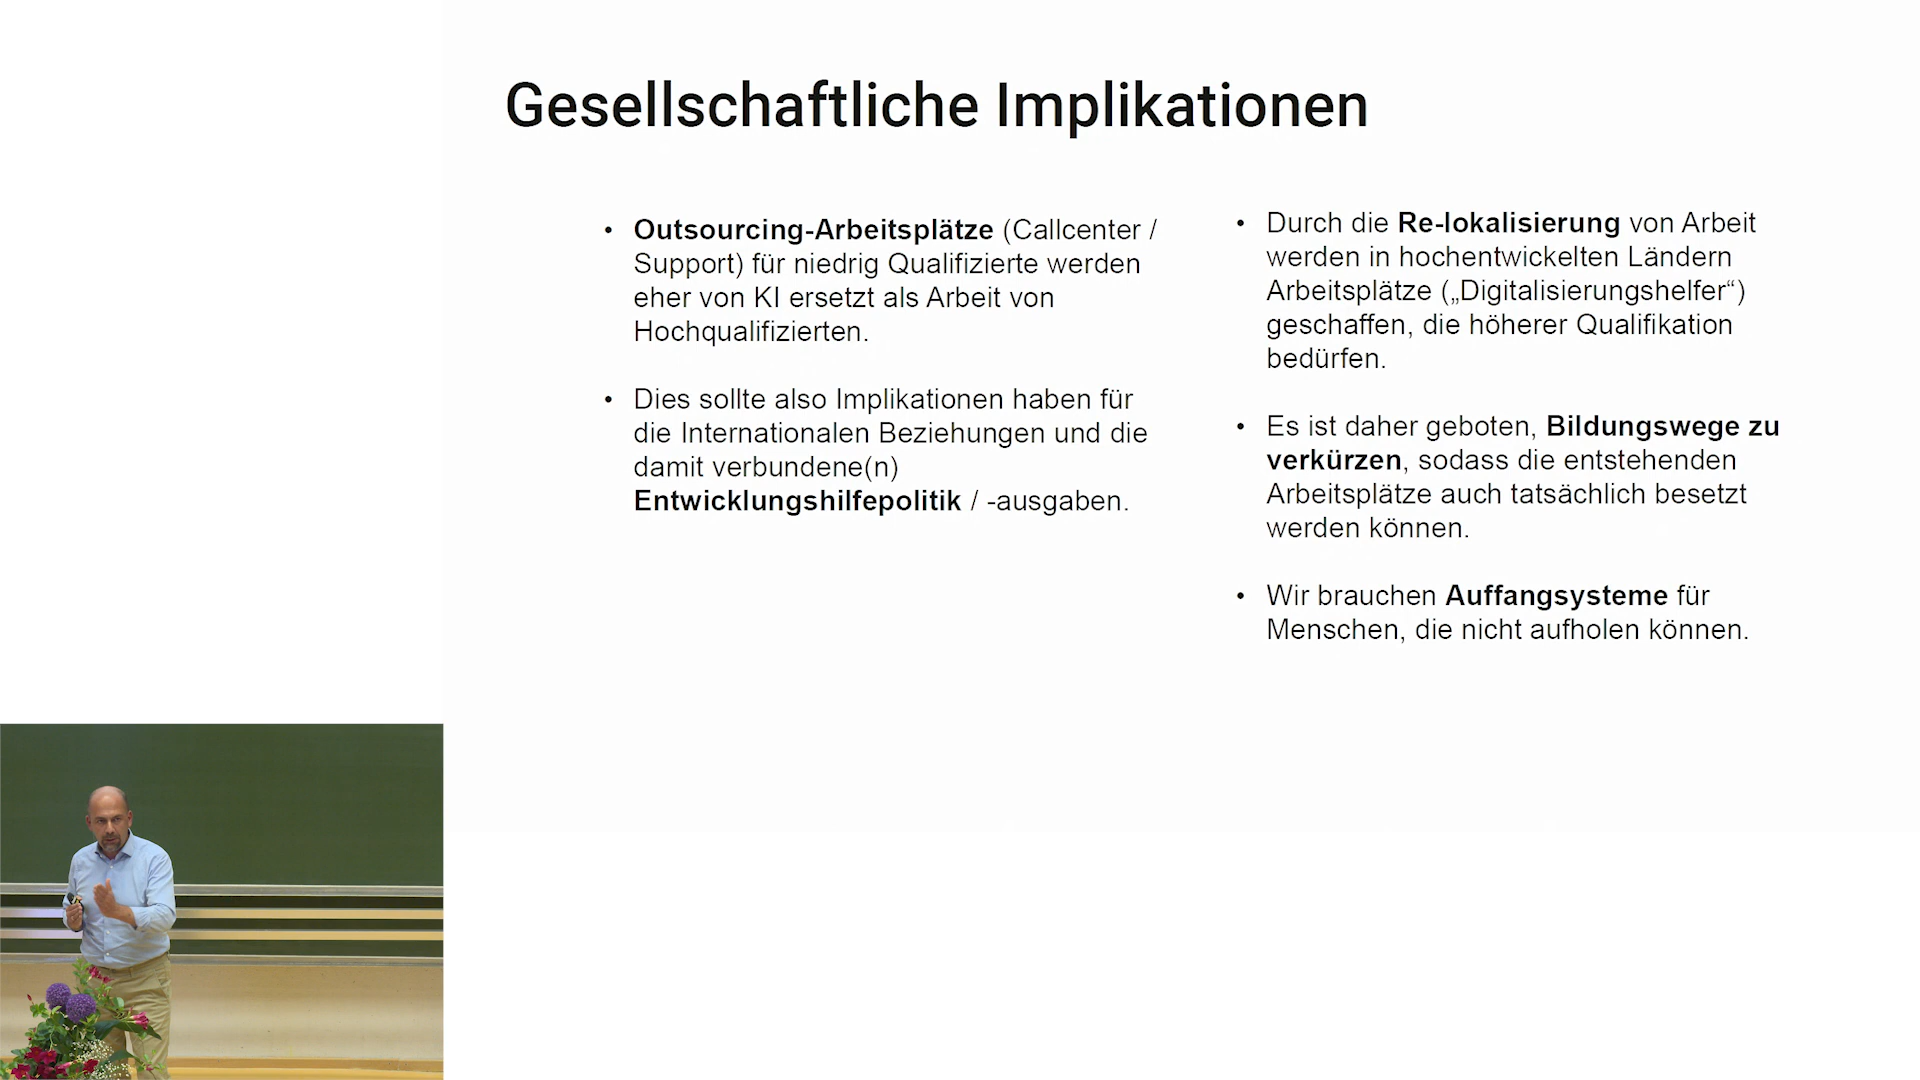 Gesellschaftliche Implikationen
• Outsourcing-Arbeitsplätze (Callcenter /
Support) für niedrig Qualifizierte werden
eher von KI ersetzt als Arbeit von
Hochqualifizierten.
• Dies sollte also Implikationen haben für
die Internationalen Beziehungen und die
damit verbundene(n)
Entwicklungshilfepolitik / -ausgaben.
• Durch die Re-lokalisierung von Arbeit
werden in hochentwickelten Ländern
Arbeitsplätze („Digitalisierungshelfer“)
geschaffen, die höherer Qualifikation
bedürfen.
• Es ist daher geboten, Bildungswege zu
verkürzen, sodass die entstehenden
Arbeitsplätze auch tatsächlich besetzt
werden können.
• Wir brauchen Auffangsysteme für
Menschen, die nicht aufholen können.